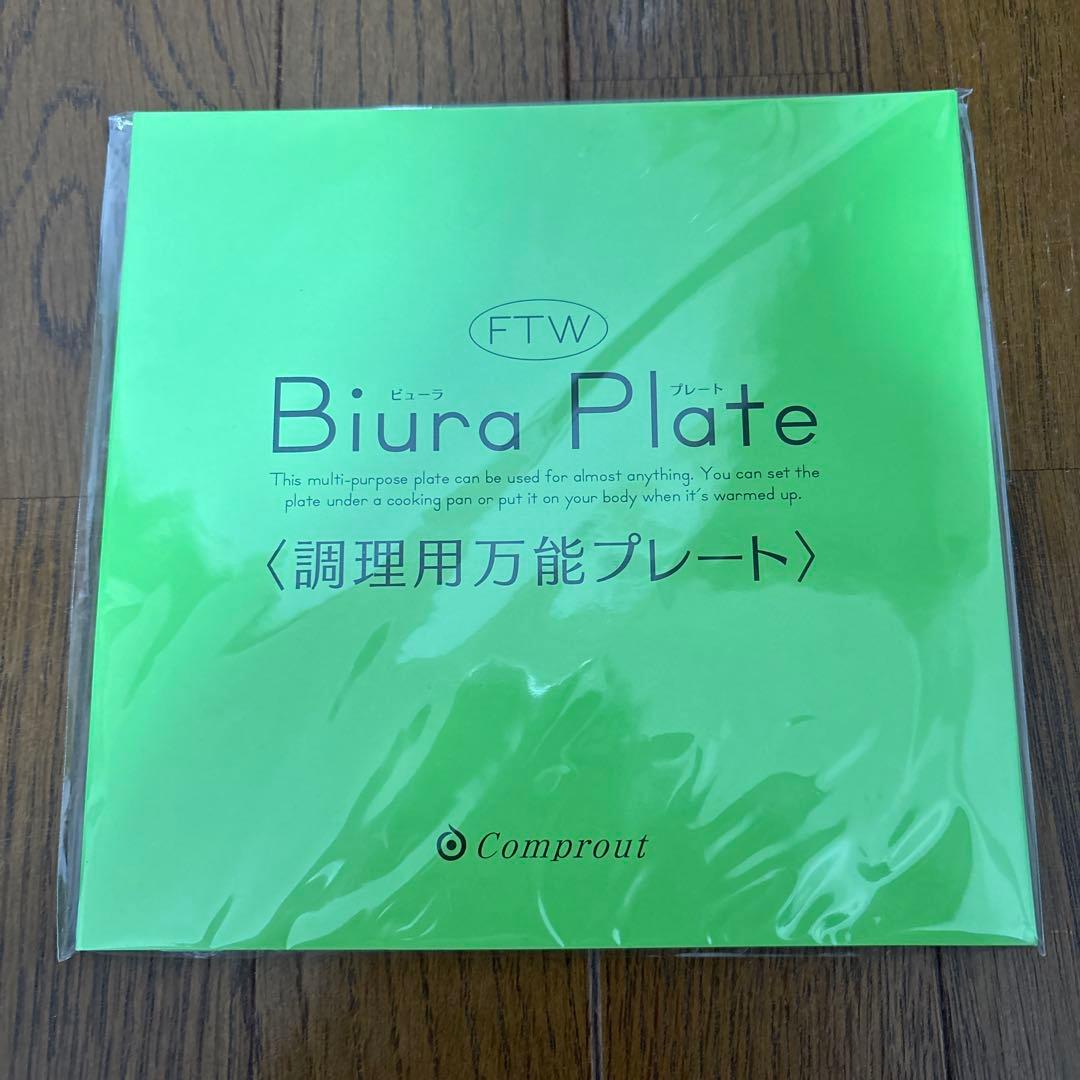 FTW
ビューラ プレート
Biura Plate
This multi-purpose plate can be used for almost anything. You can set the
plate under a cooking pan or put it on your body when it's warmed up.
〈調理用万能プレート〉
Comprout